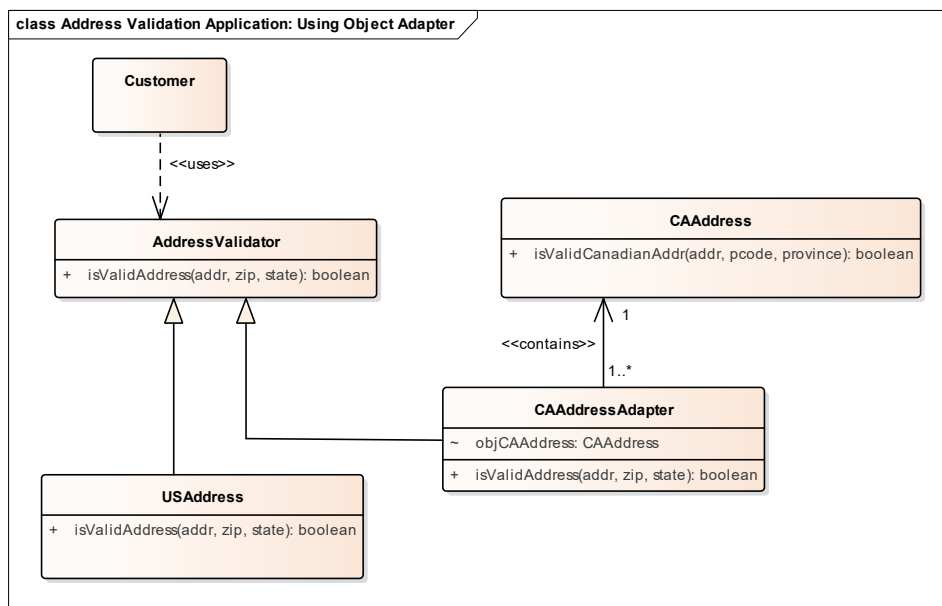 class Address Validation Application: Using Object Adapter
Customer
<<uses>>
AddressValidator
+ isValidAddress(addr, zip, state): boolean
CAAddress
+ isValidCanadianAddr(addr, pcode, province): boolean
1
<<contains>>
1..*
CAAddressAdapter
~ objCAAddress: CAAddress
+ isValidAddress(addr, zip, state): boolean
USAddress
+ isValidAddress(addr, zip, state): boolean